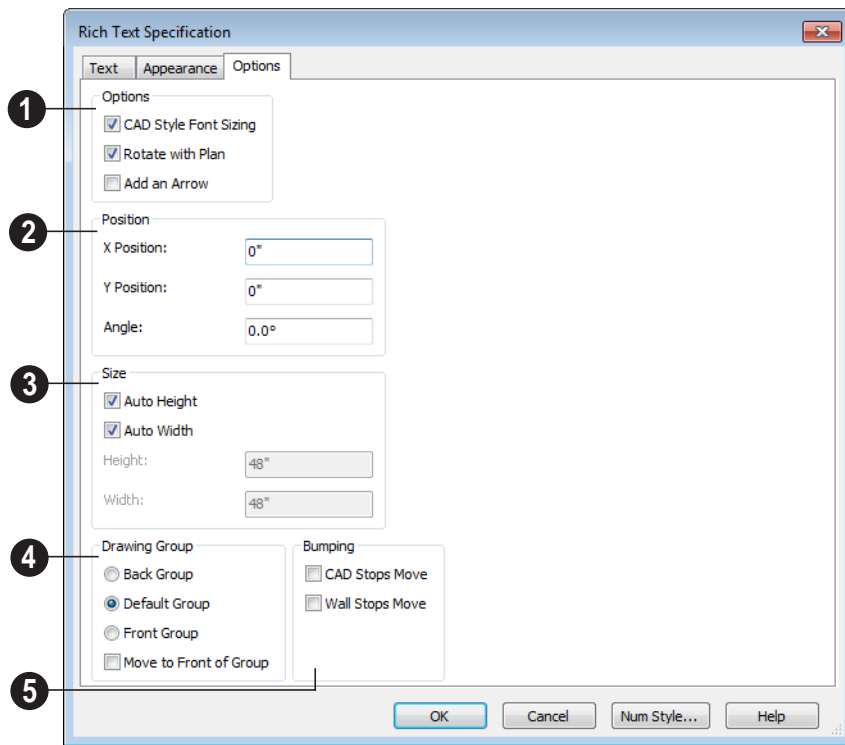 Rich Text Specification
Text Appearance Options
1 Options
CAD Style Font Sizing
Rotate with Plan
Add an Arrow
2 Position
X Position: 0"
Y Position: 0"
Angle: 0.0°
3 Size
Auto Height
Auto Width
Height: 48"
Width: 48"
4 Drawing Group Bumping
Back Group CAD Stops Move
Default Group Wall Stops Move
Front Group
Move to Front of Group
5
OK Cancel Num Style... Help